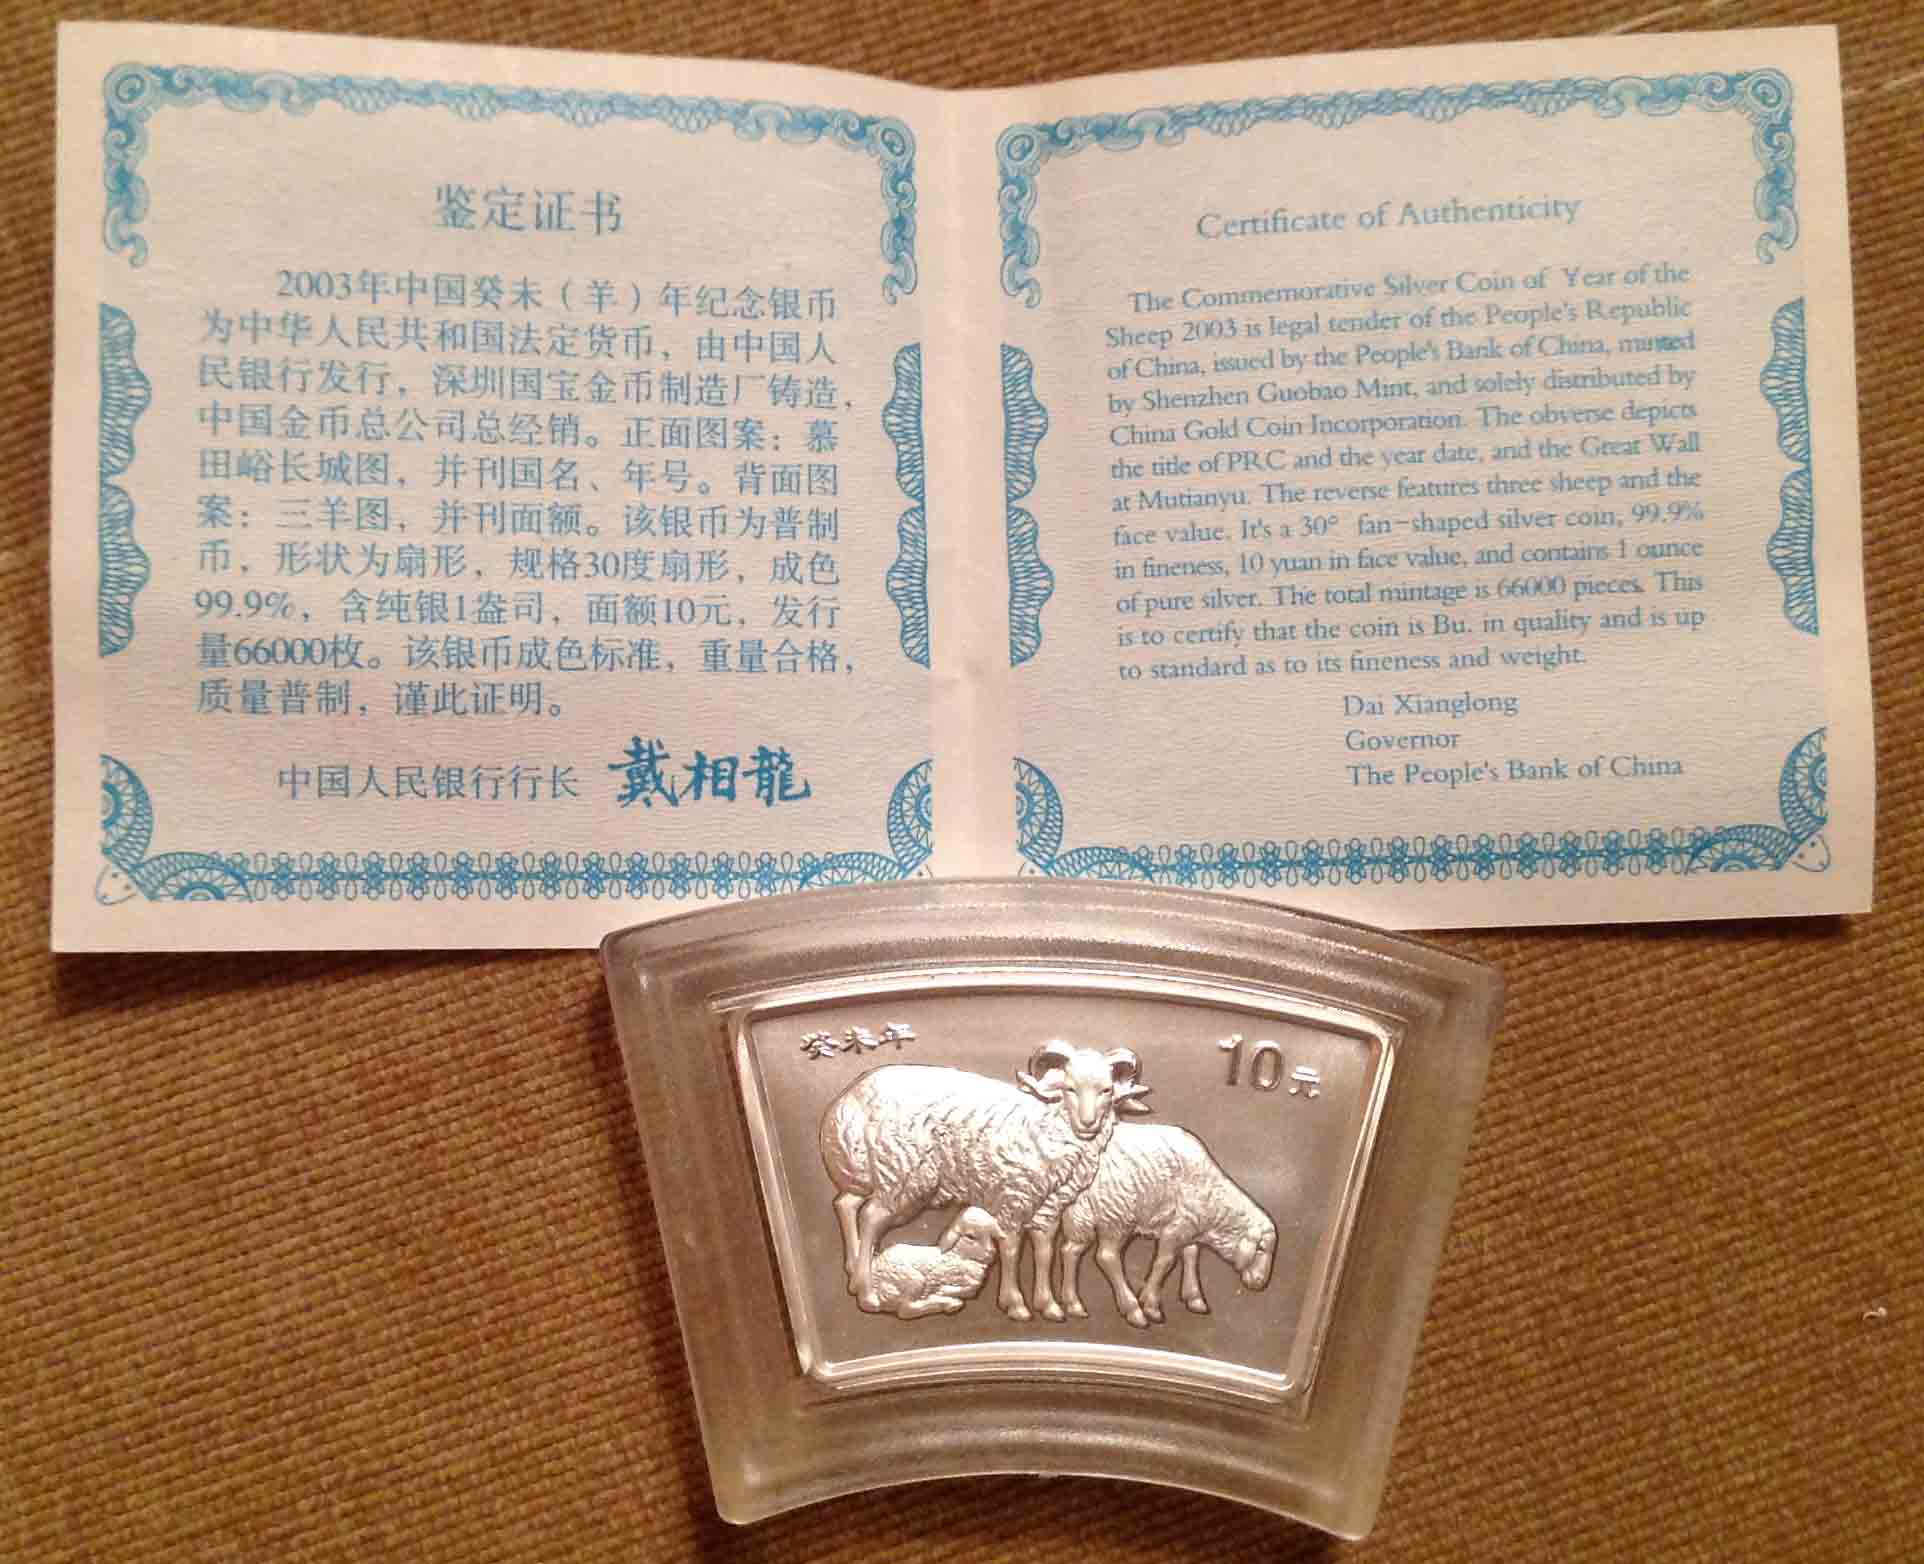 鉴定证书
2003年中国癸未（羊）年纪念银币
为中华人民共和国法定货币，由中国人
民银行发行，深圳国宝金币制造厂铸造，
中国金币总公司总经销。正面图案：慕
田峪长城图，并刊国名、年号。背面图
案：三羊图，并刊面额。该银币为普制
币，形状为扇形，规格30度扇形，成色
99.9%，含纯银1盎司，面额10元，发行
量66000枚。该银币成色标准，重量合格，
质量普制，谨此证明。
中国人民银行行长 戴相龍
Certificate of Authenticity
The Commemorative Silver Coin of Year of the
Sheep 2003 is legal tender of the People's Republic
of China, issued by the People's Bank of China, minted
by Shenzhen Guobao Mint, and solely distributed by
China Gold Coin Incorporation. The obverse depicts
the title of PRC and the year date, and the Great Wall
at Mutianyu. The reverse features three sheep and the
face value. It's a 30° fan-shaped silver coin, 99.9%
in fineness, 10 yuan in face value, and contains 1 ounce
of pure silver. The total mintage is 66000 pieces. This
is to certify that the coin is Bu. in quality and is up
to standard as to its fineness and weight.
Dai Xianglong
Governor
The People's Bank of China
癸未年
10元